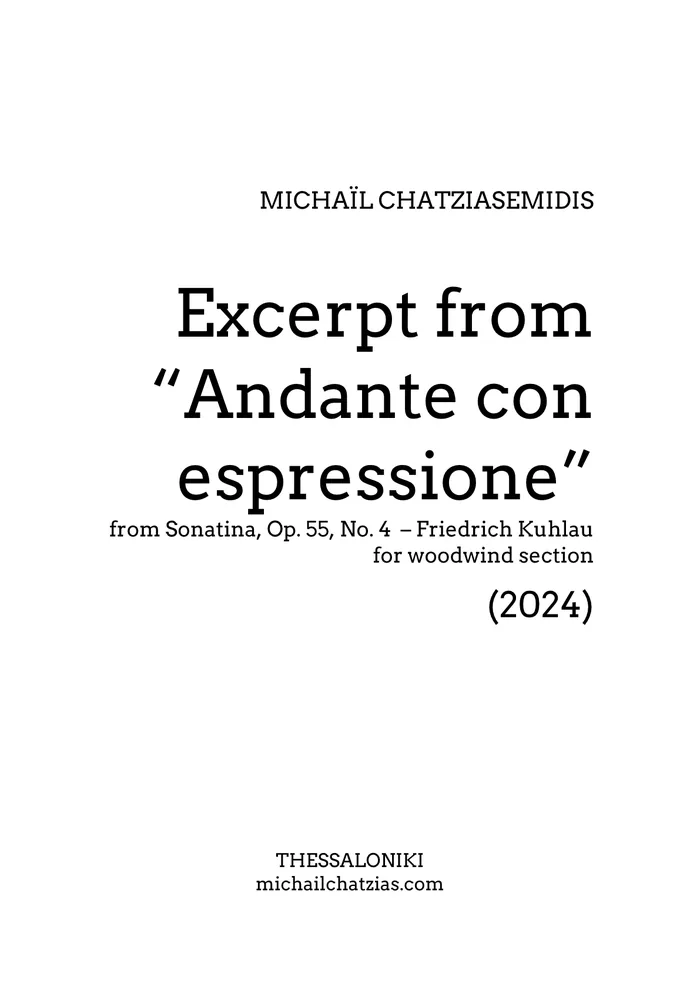 MICHAÏL CHATZIASEMIDIS
Excerpt from
“Andante con
espressione”
from Sonatina, Op. 55, No. 4 – Friedrich Kuhlau
for woodwind section
(2024)
THESSALONIKI
michailchatzias.com